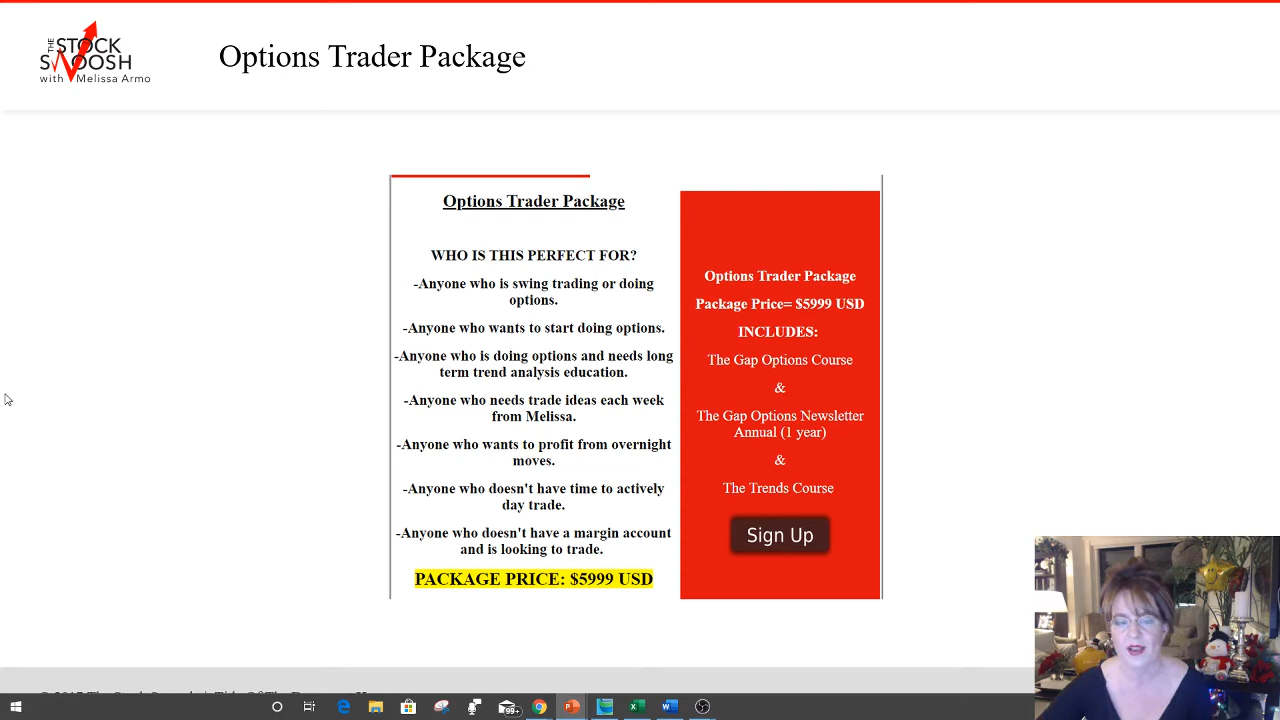 THE
STOCK
SWOOSH
with Melissa Armo
Options Trader Package
Options Trader Package
WHO IS THIS PERFECT FOR?
-Anyone who is swing trading or doing
options.
-Anyone who wants to start doing options.
-Anyone who is doing options and needs long
term trend analysis education.
-Anyone who needs trade ideas each week
from Melissa.
-Anyone who wants to profit from overnight
moves.
-Anyone who doesn't have time to actively
day trade.
-Anyone who doesn't have a margin account
and is looking to trade.
PACKAGE PRICE: $5999 USD
Options Trader Package
Package Price= $5999 USD
INCLUDES:
The Gap Options Course
&
The Gap Options Newsletter
Annual (1 year)
&
The Trends Course
Sign Up
99+